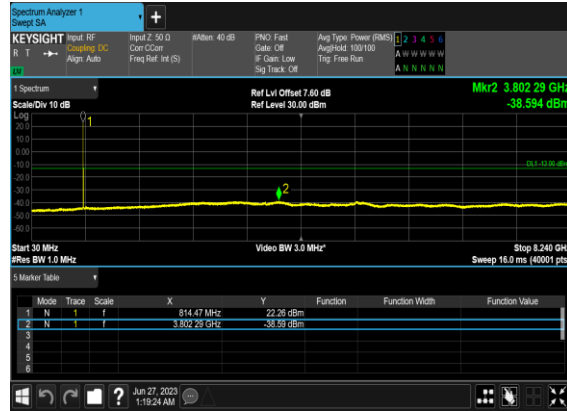 Spectrum Analyzer 1
Swept SA
+
KEYSIGHT Input: RF Input Z: 50 Ω #Atten: 40 dB PNO: Fast Avg Type: Power (RMS) 1 2 3 4 5 6
R T Coupling: DC Corr CCorr Gate: Off Avg|Hold: 100/100 A W W W W W
Align: Auto Freq Ref: Int (S) IF Gain: Low Trig: Free Run
Sig Track: Off A N N N N N
1 Spectrum Ref Lvl Offset 7.60 dB Mkr2 3.802 29 GHz
Scale/Div 10 dB Ref Level 30.00 dBm -38.594 dBm
Log
20.0
10.0
0.00
-10.0
-20.0
-30.0
-40.0
-50.0
-60.0
1
2
DL1 -13.00 dBm
Start 30 MHz Video BW 3.0 MHz* Stop 8.240 GHz
#Res BW 1.0 MHz Sweep 16.0 ms (40001 pts)
5 Marker Table
Mode Trace Scale X Y Function Function Width Function Value
1 N 1 f 814.47 MHz 22.26 dBm
2 N 1 f 3.802 29 GHz -38.59 dBm
3
4
5
6
? Jun 27, 2023
1:19:24 AM